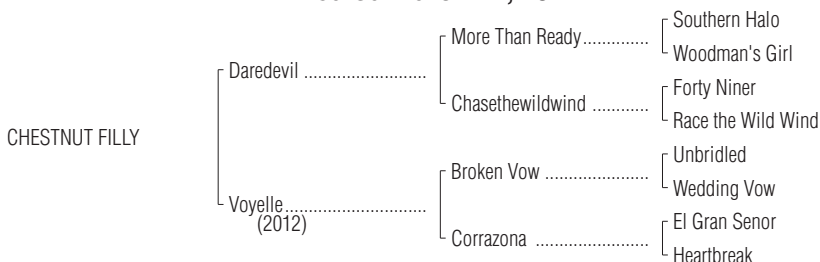 Southern Halo
More Than Ready..............
Woodman's Girl
Daredevil ..........................
Forty Niner
Chasethewildwind ............
Race the Wild Wind
CHESTNUT FILLY
Unbridled
Broken Vow ......................
Wedding Vow
Voyelle..............................
(2012)
El Gran Senor
Corrazona ........................
Heartbreak